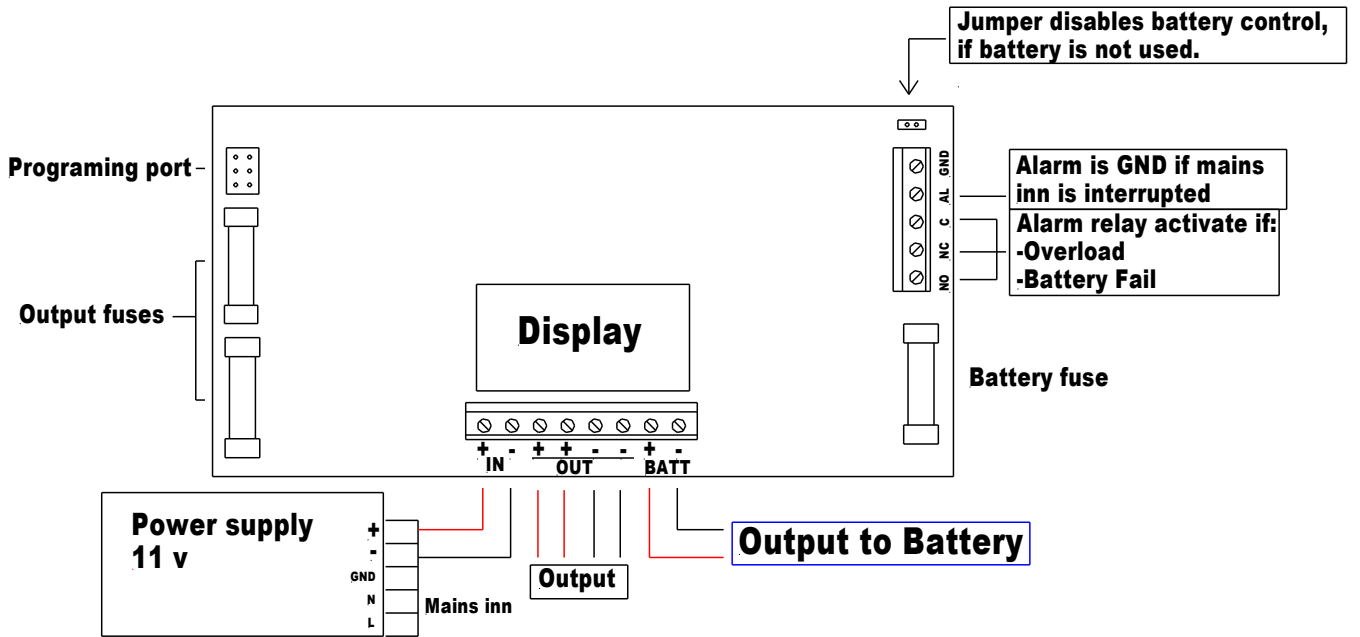 Jumper disables battery control,
if battery is not used.
Programing port
GND
AL
C
NC
NO
Alarm is GND if mains
inn is interrupted
Alarm relay activate if:
-Overload
-Battery Fail
Output fuses
Display
Battery fuse
+ - + + - - + -
IN OUT BATT
Power supply
11 v
+
-
GND
N
L
Mains inn
Output
Output to Battery